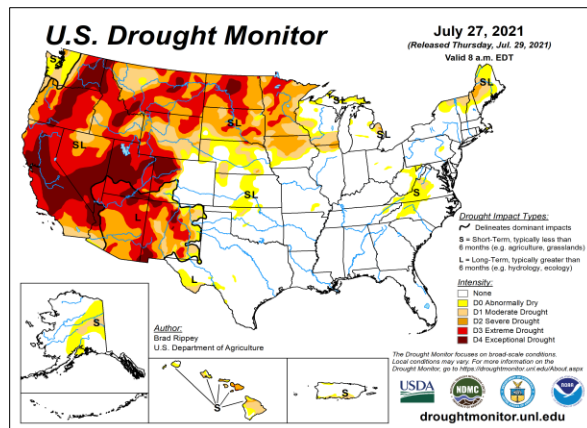 U.S. Drought Monitor
July 27, 2021
(Released Thursday, Jul. 29, 2021)
Valid 8 a.m. EDT
S
SL
SL
SL
SL
SL
SL
S
L
L
Drought Impact Types:
Delineates dominant impacts
S = Short-Term, typically less than
6 months (e.g. agriculture, grasslands)
L = Long-Term, typically greater than
6 months (e.g. hydrology, ecology)
Intensity:
None
D0 Abnormally Dry
D1 Moderate Drought
D2 Severe Drought
D3 Extreme Drought
D4 Exceptional Drought
S
Author:
Brad Rippey
U.S. Department of Agriculture
S
S
The Drought Monitor focuses on broad-scale conditions.
Local conditions may vary. For more information on the
Drought Monitor, go to https://droughtmonitor.unl.edu/About.aspx
USDA
NDMC
NOAA
droughtmonitor.unl.edu